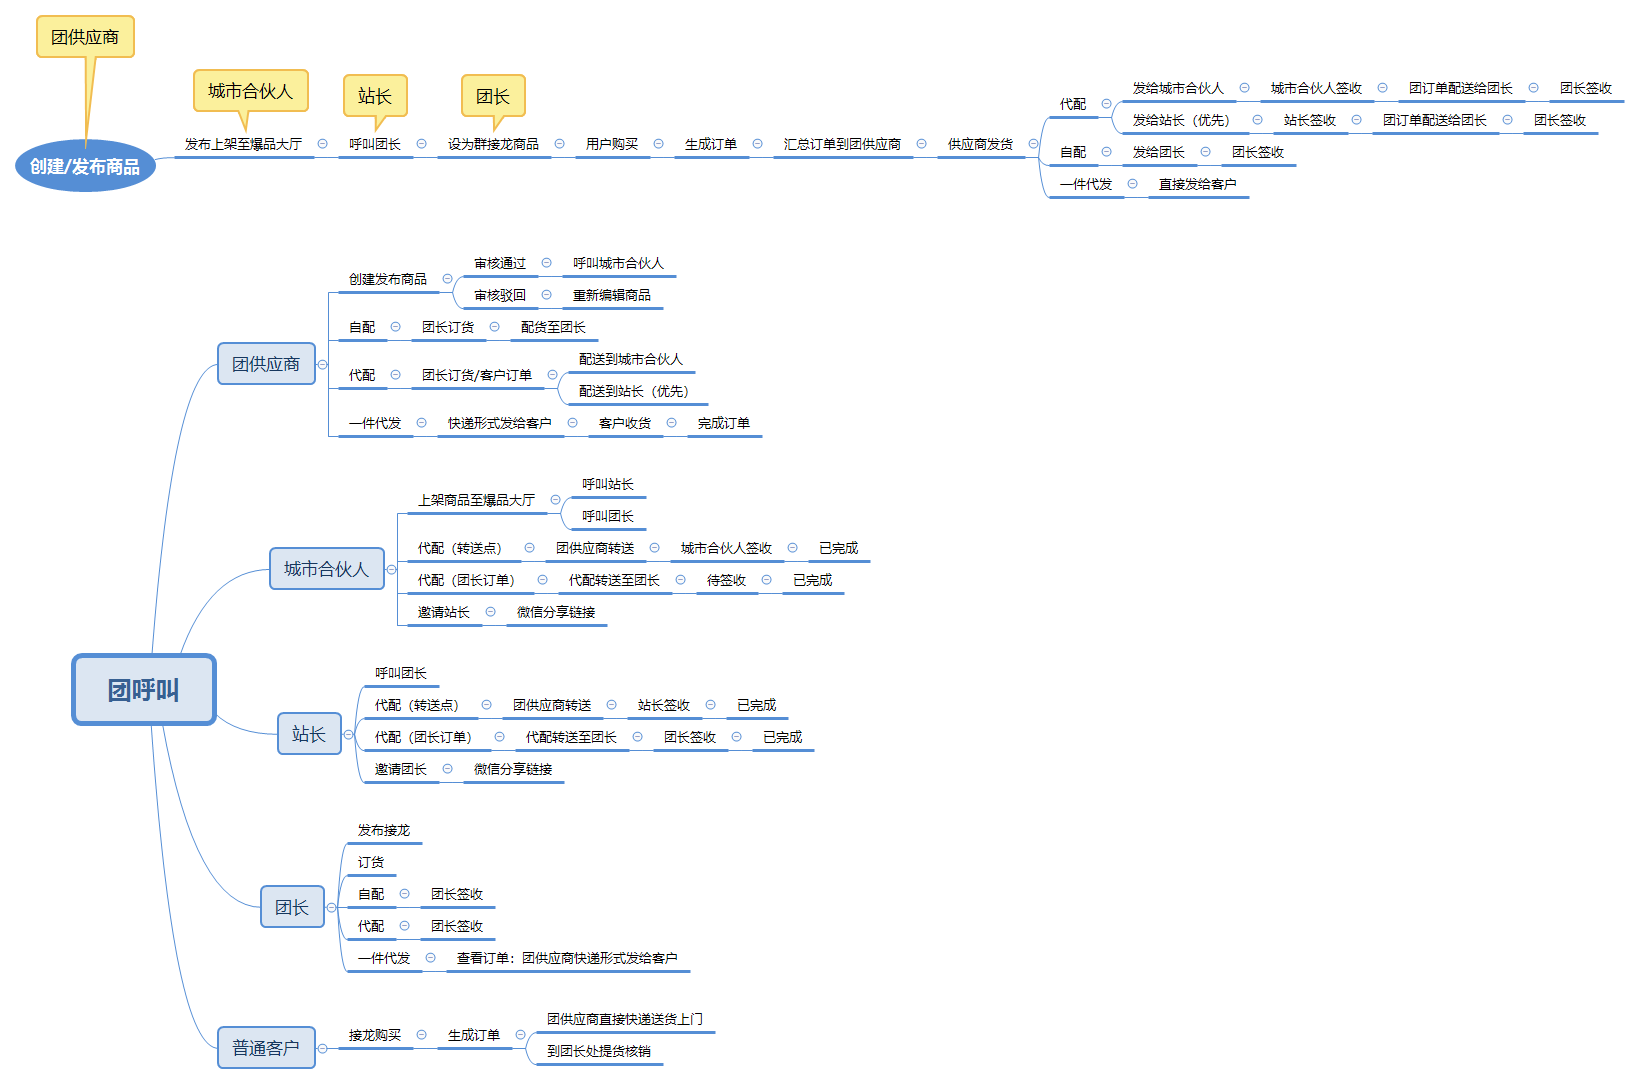 团供应商
城市合伙人
站长
团长
创建/发布商品
发布上架至爆品大厅
呼叫团长
设为群接龙商品
用户购买
生成订单
汇总订单到团供应商
供应商发货
代配
发给城市合伙人
城市合伙人签收
团订单配送给团长
团长签收
发给站长（优先）
站长签收
团订单配送给团长
团长签收
自配
发给团长
团长签收
一件代发
直接发给客户
团呼叫
团供应商
创建发布商品
审核通过
呼叫城市合伙人
审核驳回
重新编辑商品
自配
团长订货
配货至团长
代配
团长订货/客户订单
配送到城市合伙人
配送到站长（优先）
一件代发
快递形式发给客户
客户收货
完成订单
城市合伙人
上架商品至爆品大厅
呼叫站长
呼叫团长
代配（转送点）
团供应商转送
城市合伙人签收
已完成
代配（团长订单）
代配转送至团长
待签收
已完成
邀请站长
微信分享链接
站长
呼叫团长
代配（转送点）
团供应商转送
站长签收
已完成
代配（团长订单）
代配转送至团长
团长签收
已完成
邀请团长
微信分享链接
团长
发布接龙
订货
自配
团长签收
代配
团长签收
一件代发
查看订单：团供应商快递形式发给客户
普通客户
接龙购买
生成订单
团供应商直接快递送货上门
到团长处提货核销